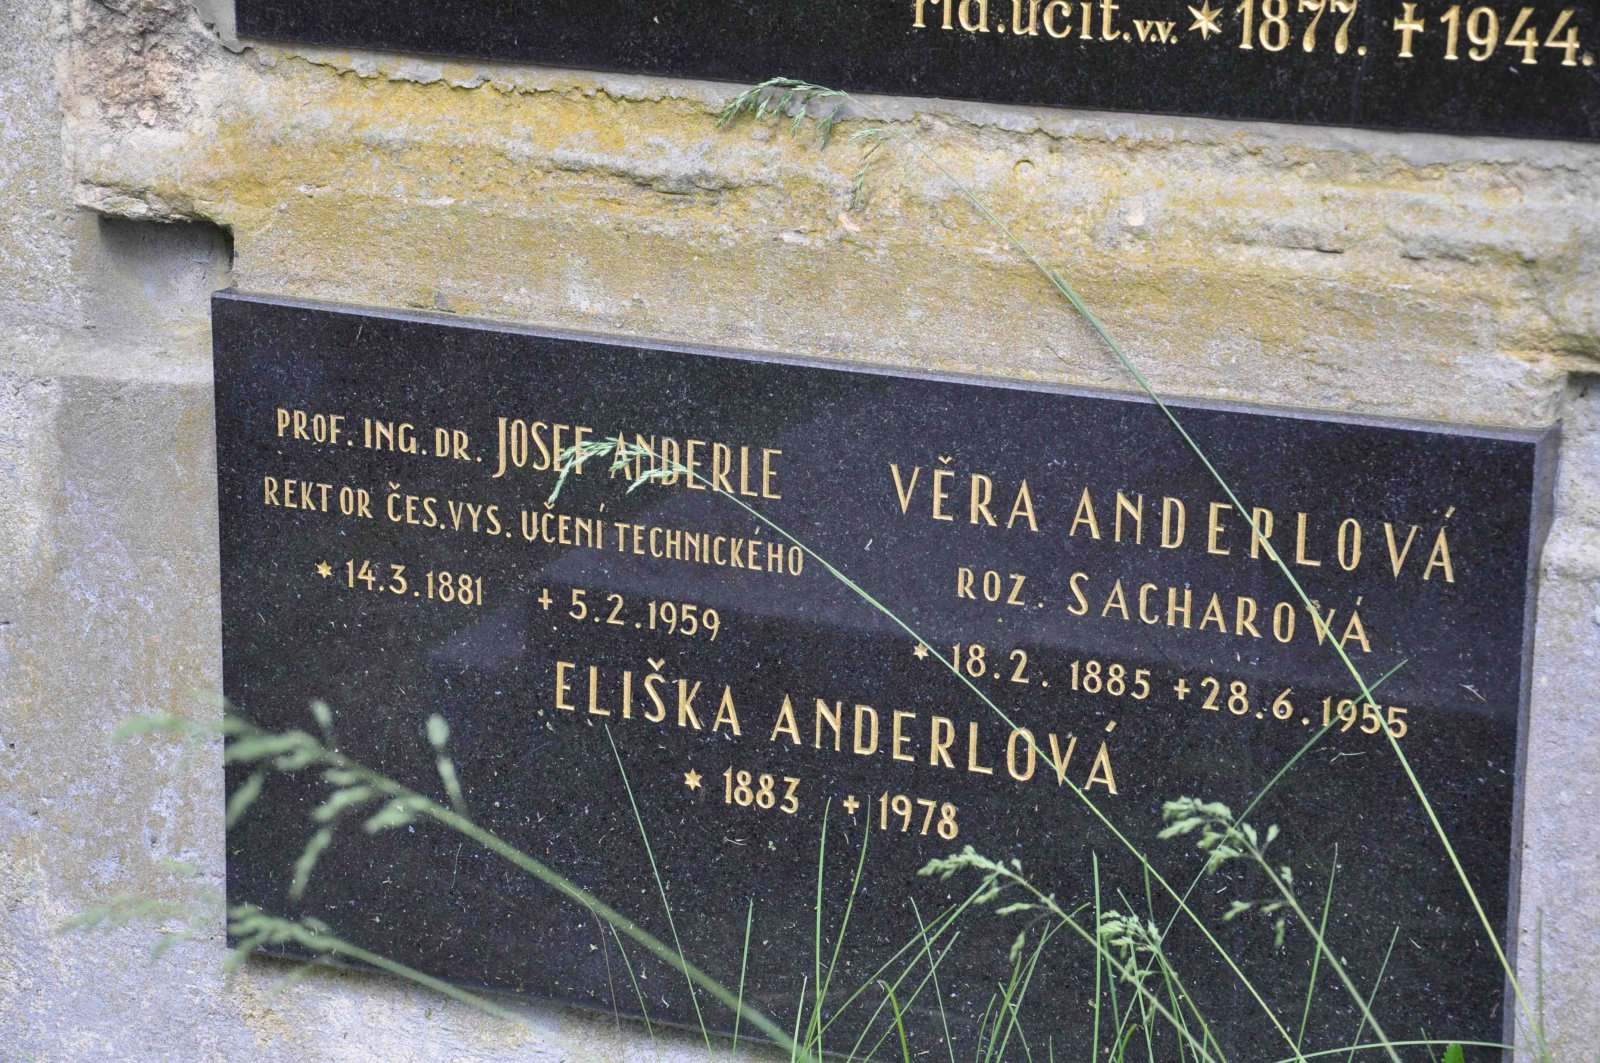 říd.učit.v.v. * 1877. † 1944.
PROF. ING. DR. JOSEF ANDERLE
REKTOR ČES. VYS. UČENÍ TECHNICKÉHO
* 14.3.1881 + 5.2.1959
VĚRA ANDERLOVÁ
ROZ. SACHAROVÁ
* 18.2. 1885 + 28.6.1955
ELIŠKA ANDERLOVÁ
* 1883 + 1978